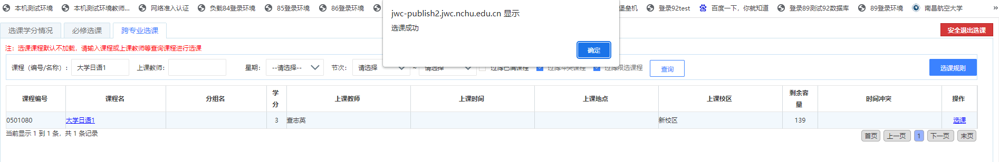 本机测试环境 本机测试环境教师... 网络准入认证 负载84登录环境 85登录环境 86登录环境 堡垒机 登录92test 百度一下，你就知道 登录89测试92数据库 89登录环境 南昌航空大学 »
jwc-publish2.jwc.nchu.edu.cn 显示
选课成功
确定
选课学分情况 必修选课 跨专业选课 安全退出选课
注：选课课程默认不加载，请输入课程或上课教师等查询课程进行选课
课程（编号/名称）： 大学日语1 上课教师: 星期： --请选择-- 节次： 请选择 ~ 请选择 过滤已满课程 过滤冲突课程 过滤限选课程 查询 选课规则
课程编号 课程名 分组名 学分 上课教师 上课时间 上课地点 上课校区 剩余容量 时间冲突 操作
0501080 大学日语1 3 查志英 新校区 139 选课
当前显示 1 到 1 条，共 1 条记录 首页 上一页 1 下一页 末页